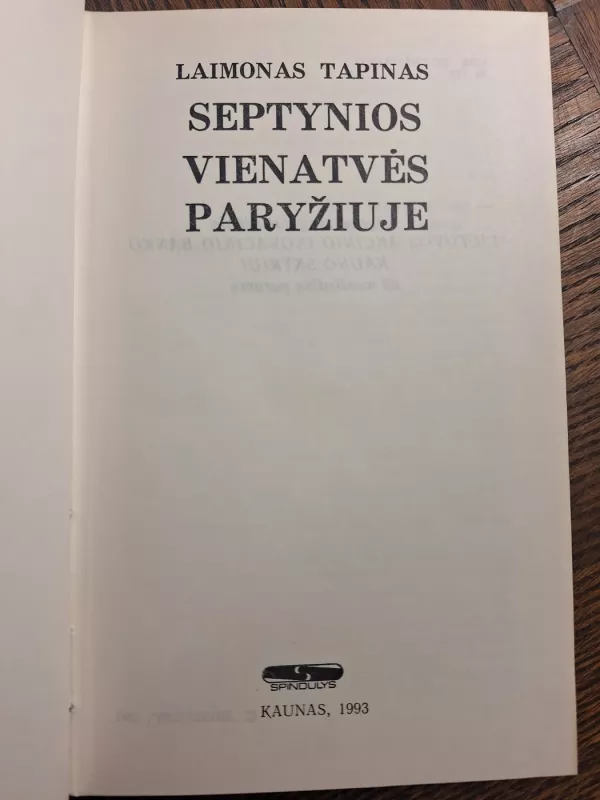 LAIMONAS TAPINAS
SEPTYNIOS
VIENATVĖS
PARYŽIUJE
SPINDULYS
KAUNAS, 1993